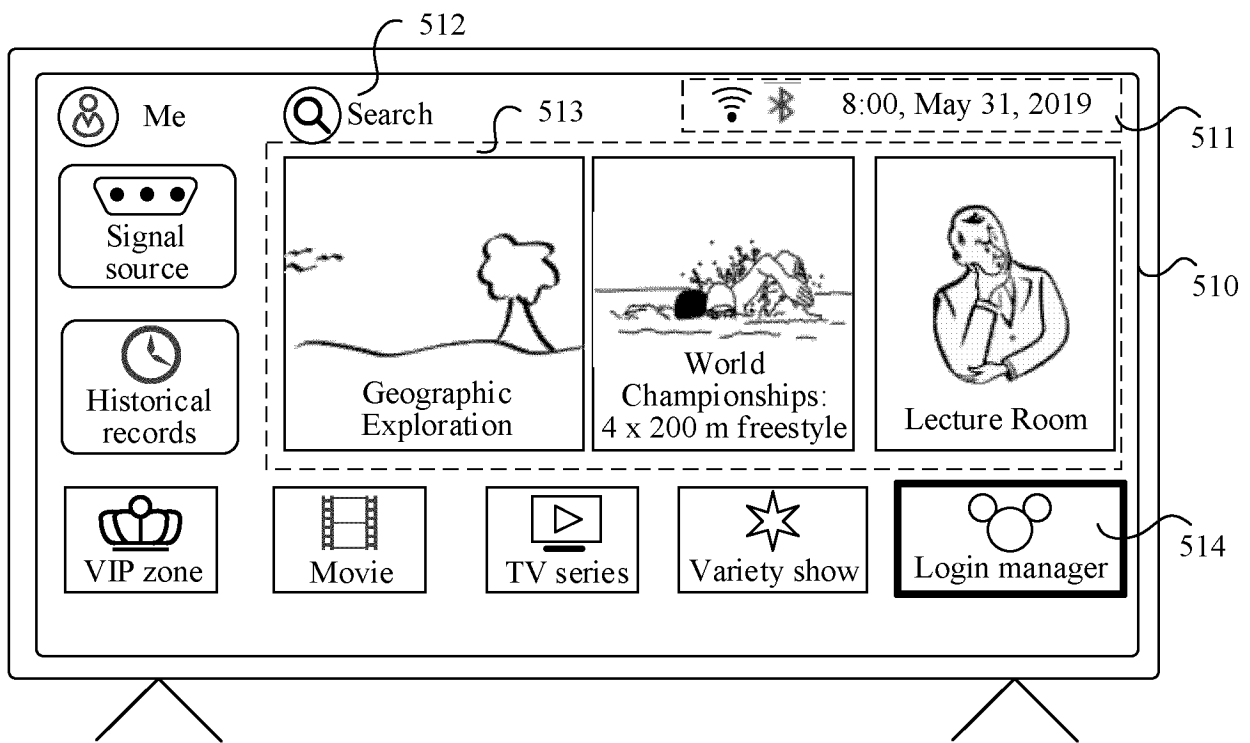 512
Me
Search
8:00, May 31, 2019
513
511
Signal
source
510
Historical
records
Geographic
Exploration
World
Championships:
4 x 200 m freestyle
Lecture Room
VIP zone
Movie
TV series
Variety show
Login manager
514